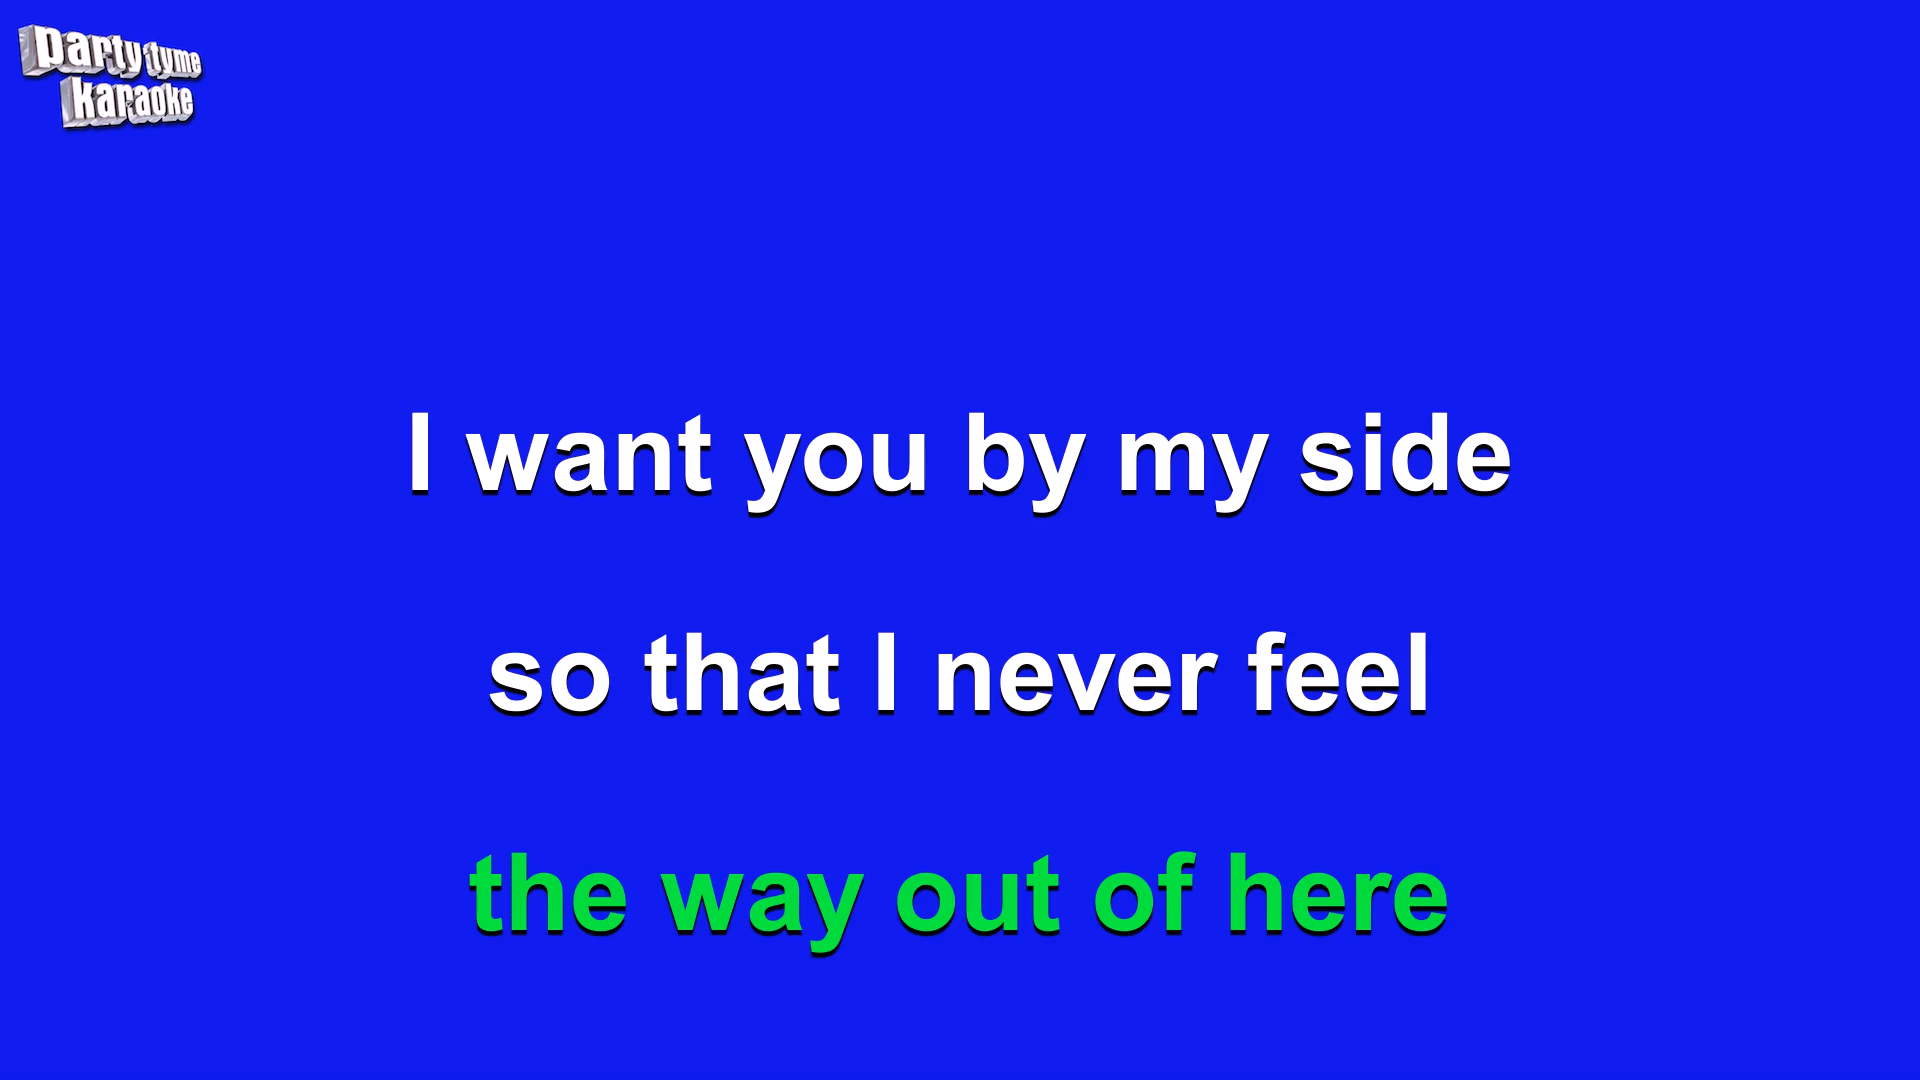 party tyme
karaoke
I want you by my side
so that I never feel
the way out of here